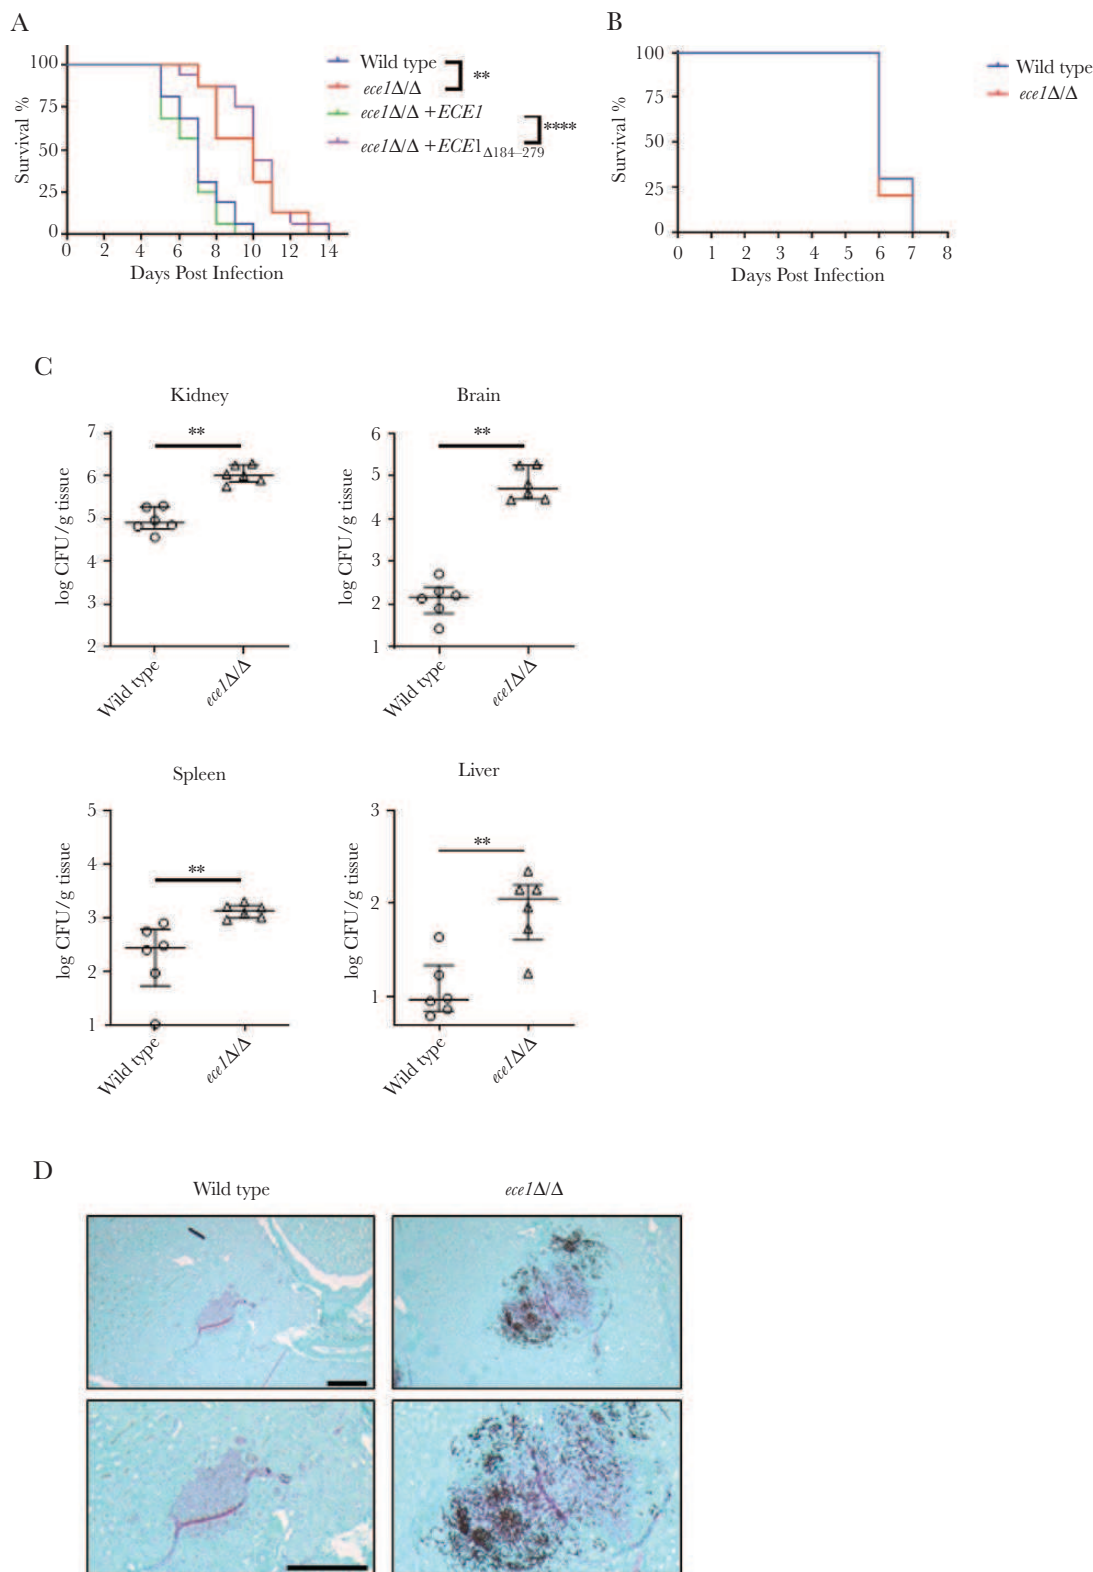 A
100
75
50
25
0
0 2 4 6 8 10 12 14
Survival %
Days Post Infection
Wild type
ece1Δ/Δ
ece1Δ/Δ +ECE1
ece1Δ/Δ +ECE1Δ184–279
**
****
B
100
75
50
25
0
0 1 2 3 4 5 6 7 8
Survival %
Days Post Infection
Wild type
ece1Δ/Δ
C
Kidney
7
6
5
4
3
2
log CFU/g tissue
**
Wild type
ece1Δ/Δ
Brain
6
5
4
3
2
1
log CFU/g tissue
**
Wild type
ece1Δ/Δ
Spleen
5
4
3
2
1
log CFU/g tissue
**
Wild type
ece1Δ/Δ
Liver
3
2
1
log CFU/g tissue
**
Wild type
ece1Δ/Δ
D
Wild type
ece1Δ/Δ